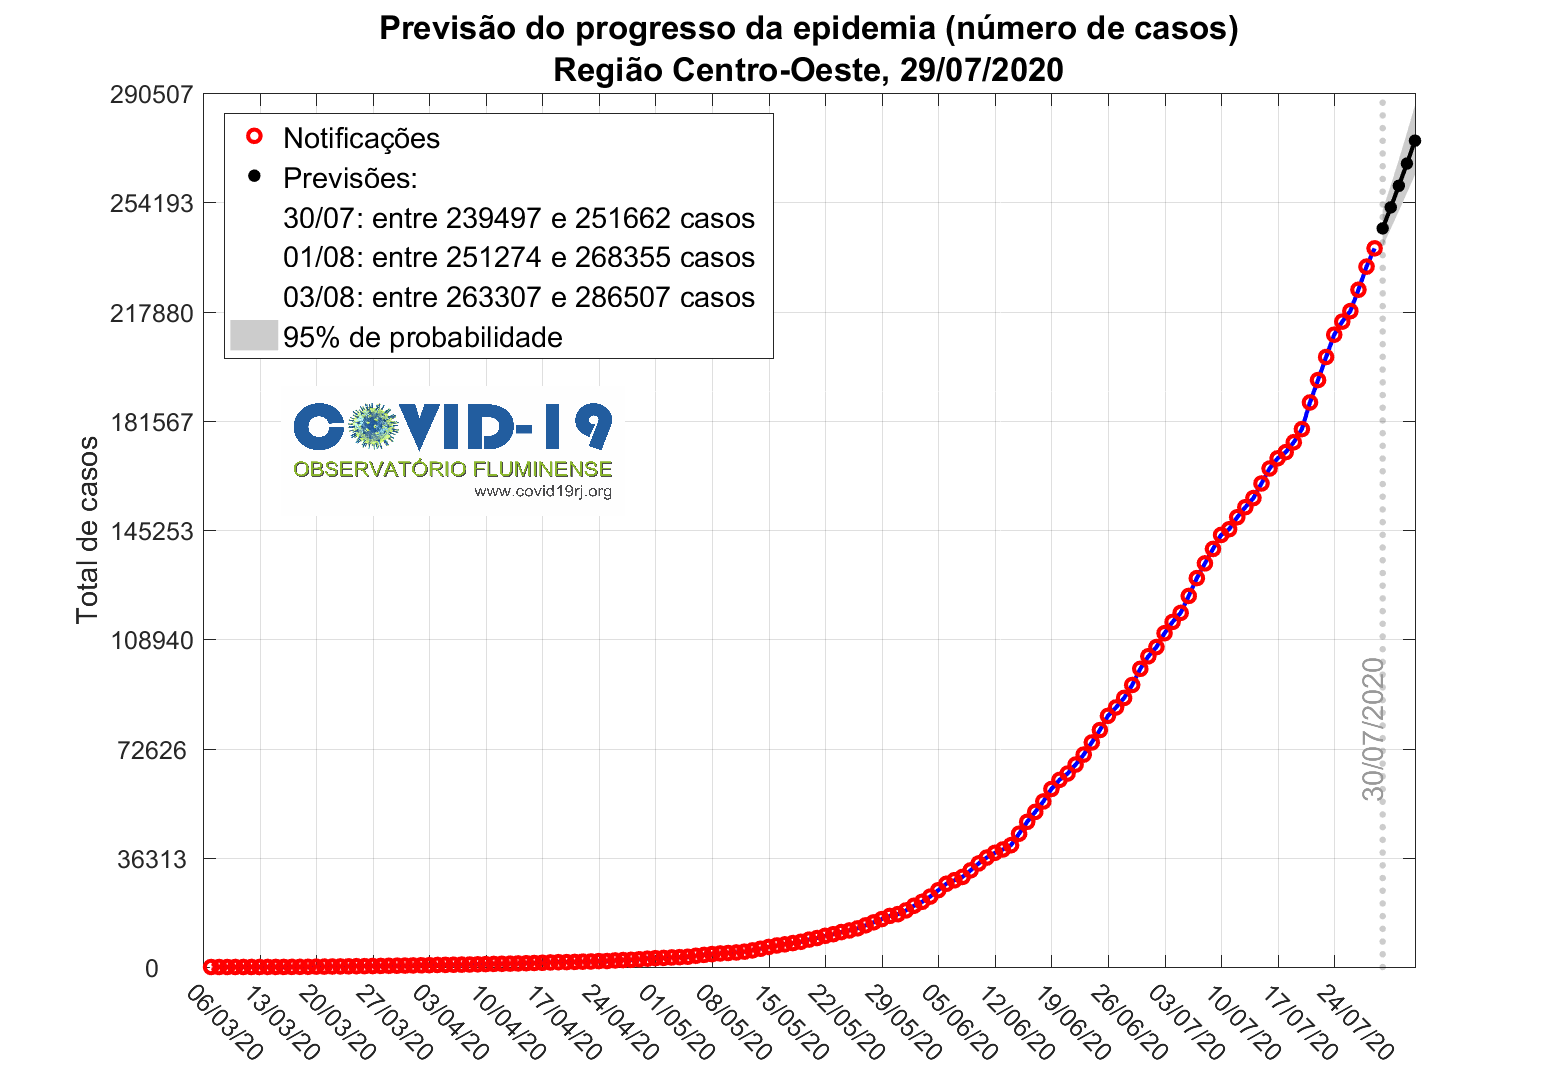 Previsão do progresso da epidemia (número de casos)
Região Centro-Oeste, 29/07/2020
290507
254193
217880
181567
145253
108940
72626
36313
0
Total de casos
Notificações
Previsões:
30/07: entre 239497 e 251662 casos
01/08: entre 251274 e 268355 casos
03/08: entre 263307 e 286507 casos
95% de probabilidade
COVID-19
OBSERVATÓRIO FLUMINENSE
www.covid19rj.org
30/07/2020
06/03/20
13/03/20
20/03/20
27/03/20
03/04/20
10/04/20
17/04/20
24/04/20
01/05/20
08/05/20
15/05/20
22/05/20
29/05/20
05/06/20
12/06/20
19/06/20
26/06/20
03/07/20
10/07/20
17/07/20
24/07/20